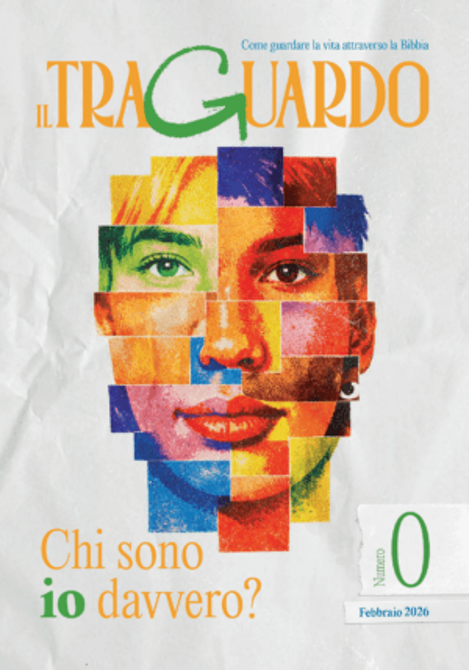 Come guardare la vita attraverso la Bibbia
IL TRAGUARDO
Chi sono
io davvero?
Numero
0
Febbraio 2026